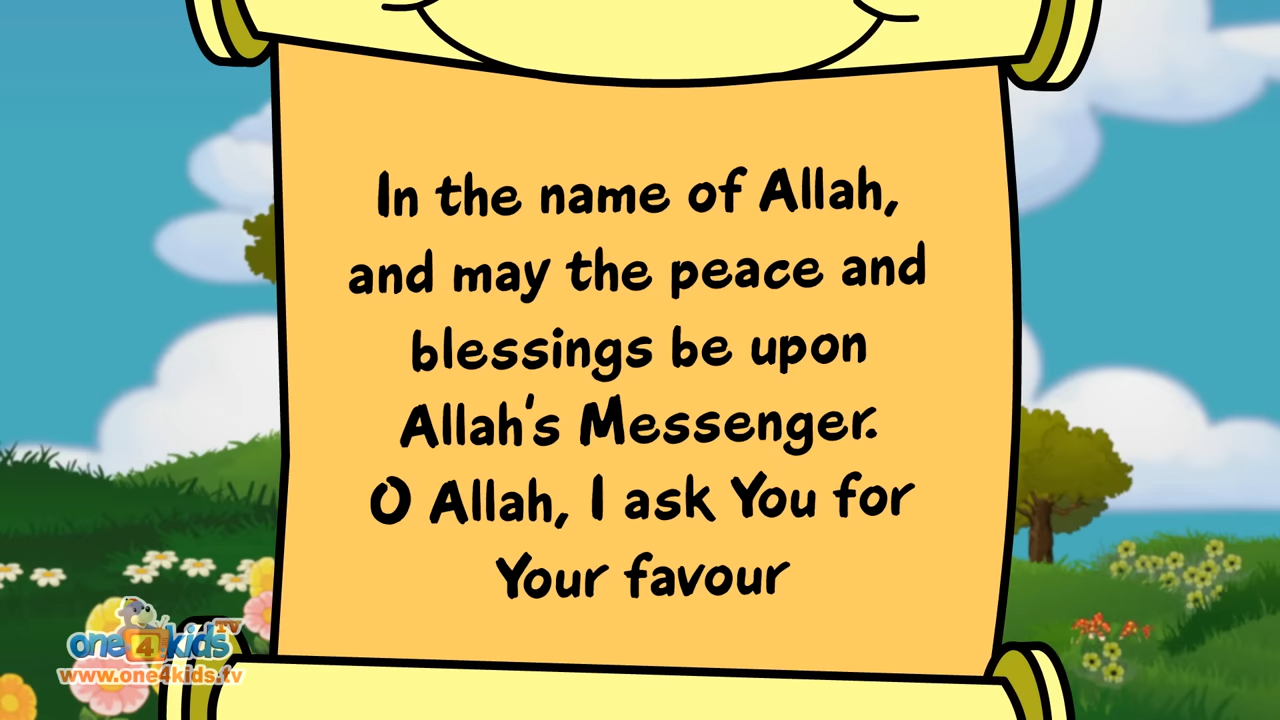 In the name of Allah,
and may the peace and
blessings be upon
Allah's Messenger.
O Allah, I ask You for
Your favour
one4kids TV
www.one4kids.tv